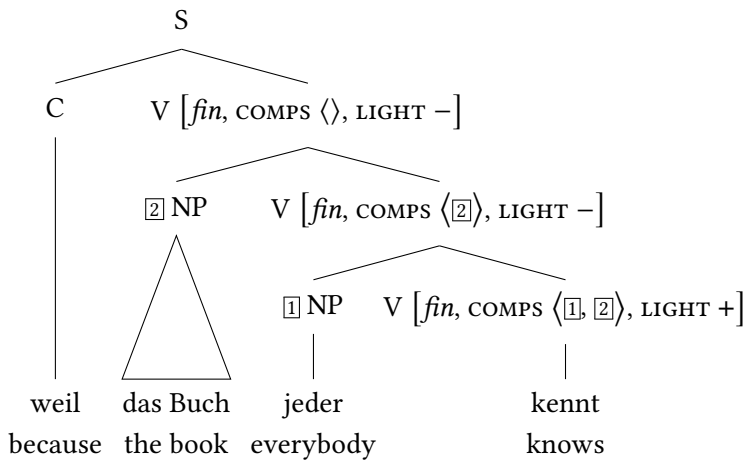 S
C V [fin, COMPS ⟨⟩, LIGHT −]
2 NP V [fin, COMPS ⟨2⟩, LIGHT −]
1 NP V [fin, COMPS ⟨1, 2⟩, LIGHT +]
weil das Buch jeder kennt
because the book everybody knows